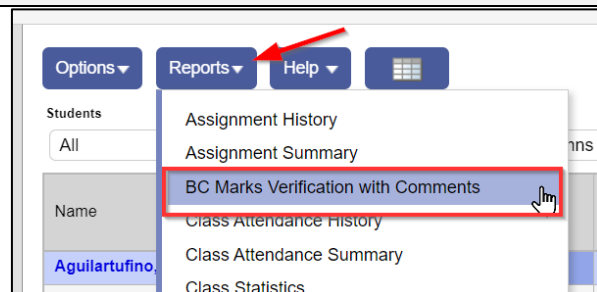 Options Reports Help
Students
All
Assignment History
Assignment Summary
nns
BC Marks Verification with Comments
Name
Class Attendance History
Aguilartufino,
Class Attendance Summary
Class Statistics